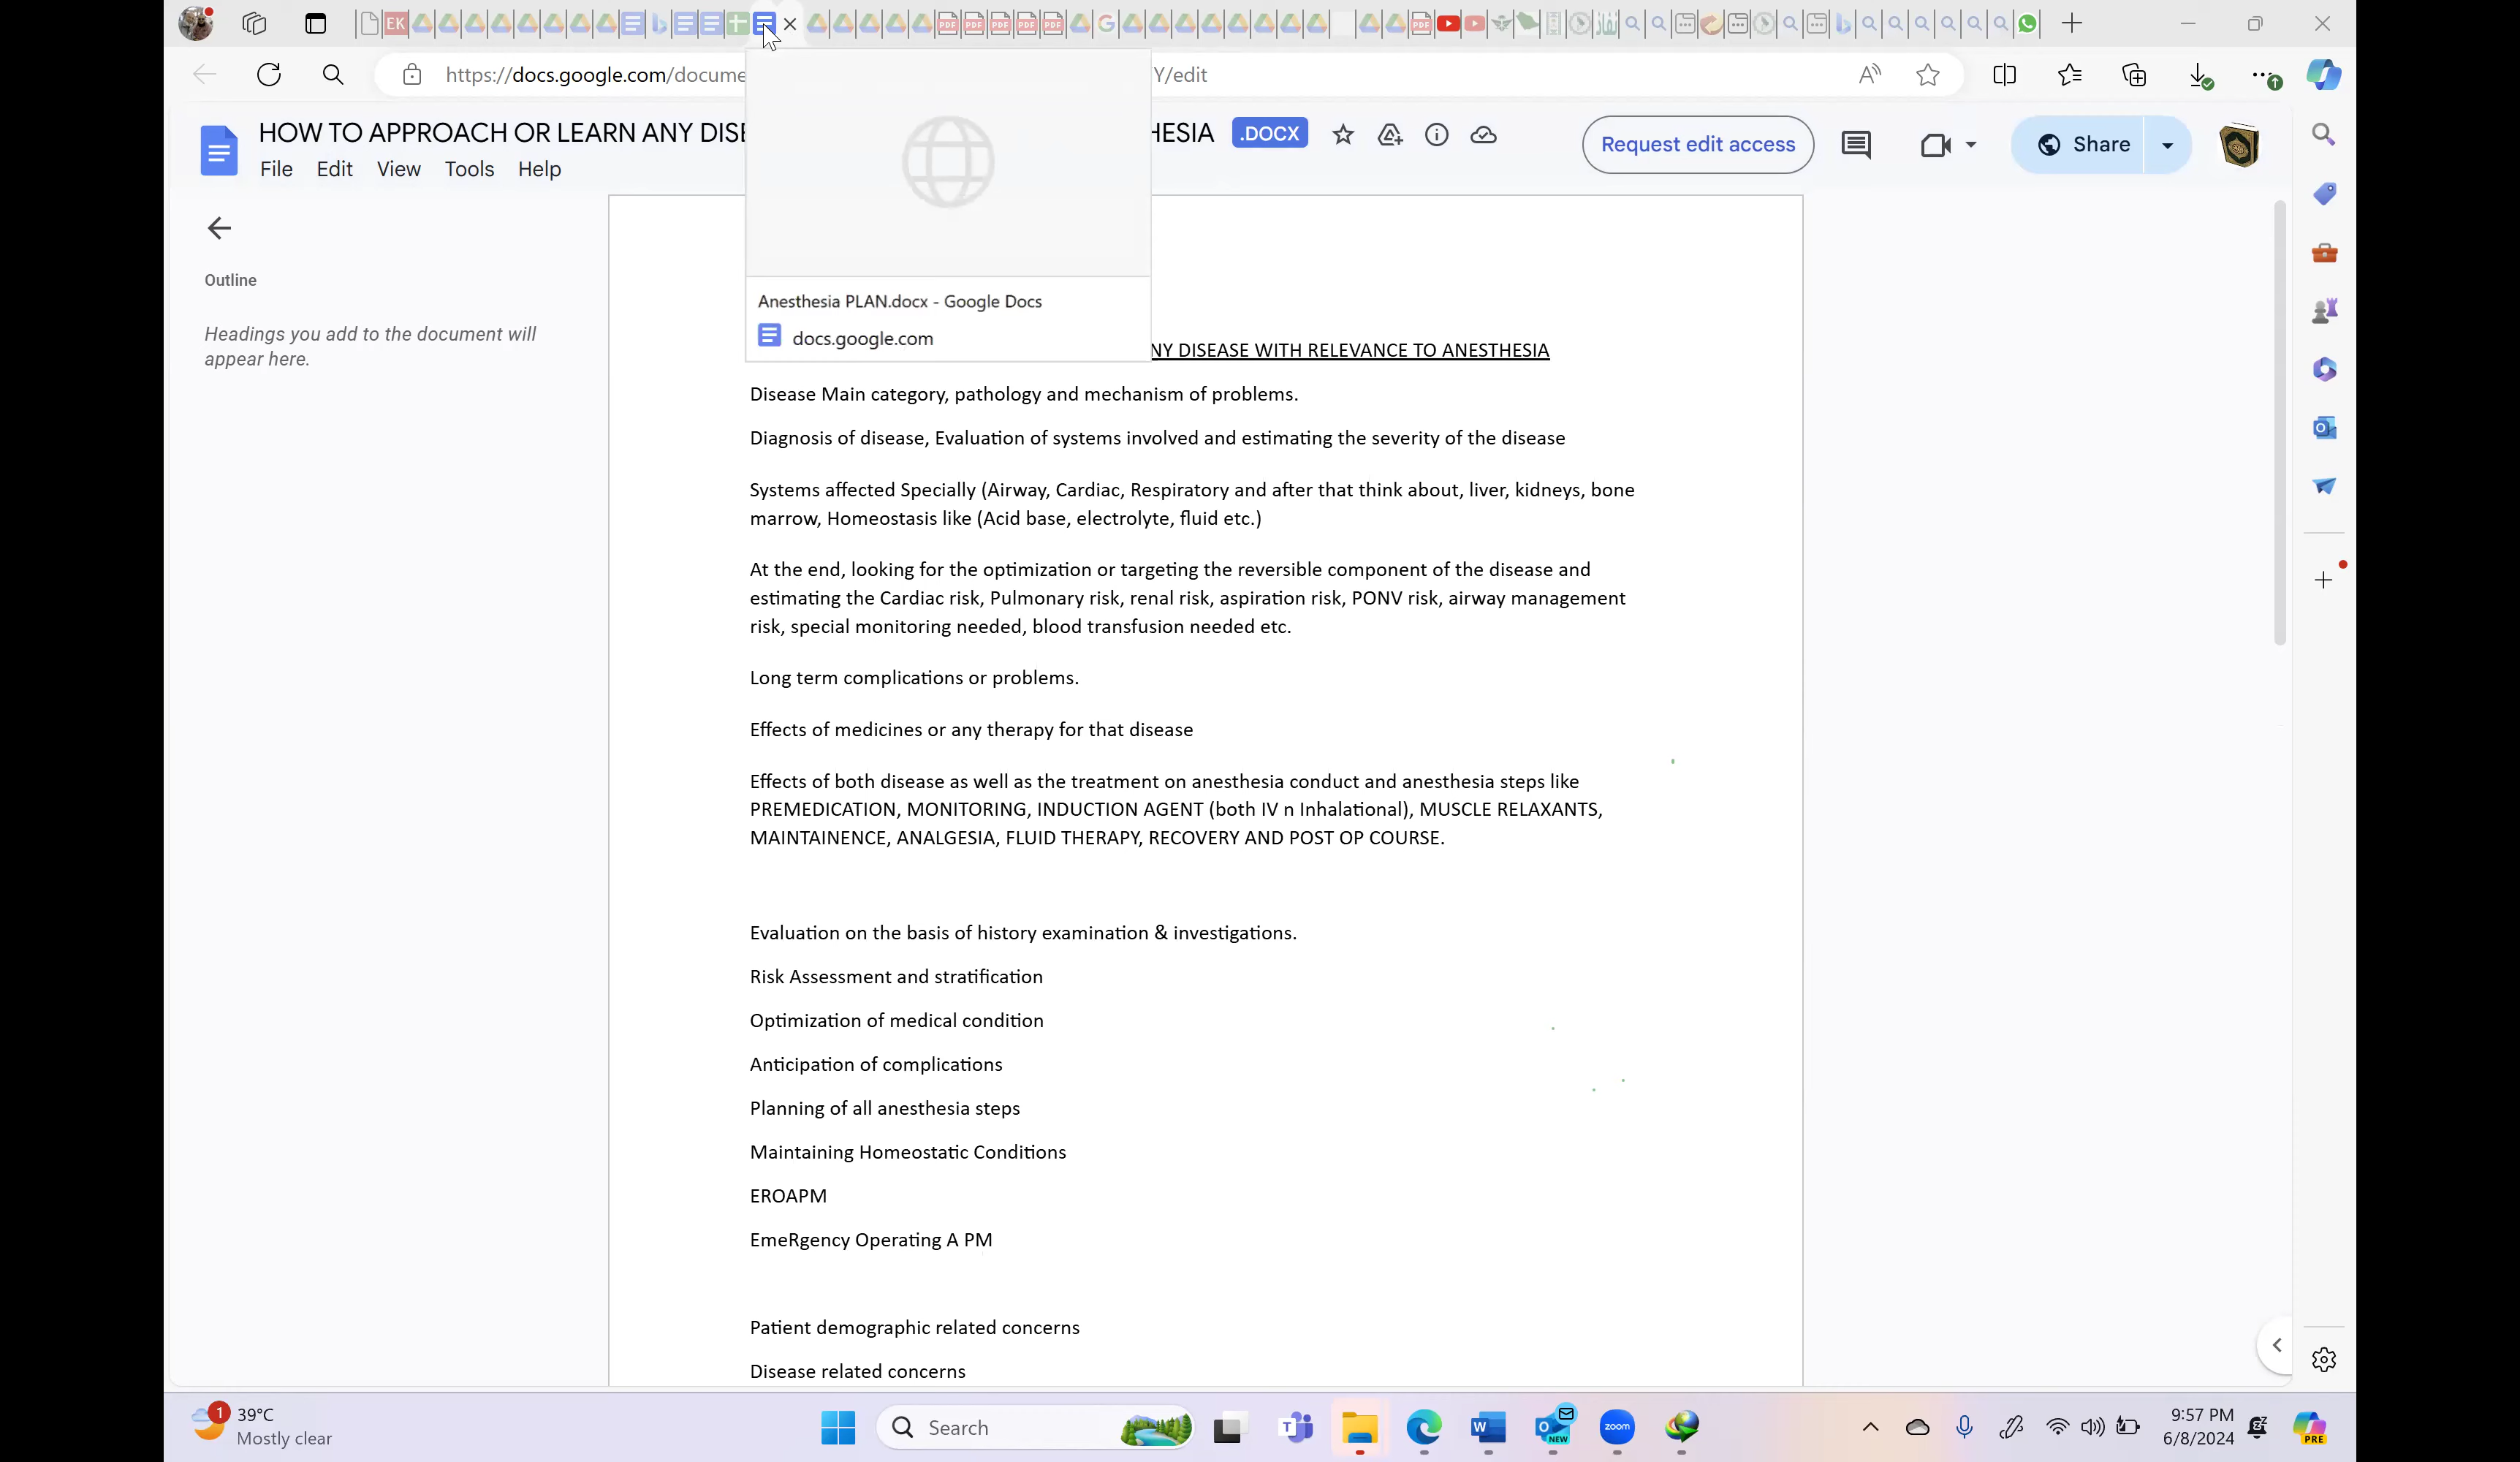 EK
https://docs.google.com/docume
Y/edit
HOW TO APPROACH OR LEARN ANY DISE
HESIA
.DOCX
Request edit access
Share
File Edit View Tools Help
Anesthesia PLAN.docx - Google Docs
docs.google.com
Outline
Headings you add to the document will
appear here.
NY DISEASE WITH RELEVANCE TO ANESTHESIA
Disease Main category, pathology and mechanism of problems.
Diagnosis of disease, Evaluation of systems involved and estimating the severity of the disease
Systems affected Specially (Airway, Cardiac, Respiratory and after that think about, liver, kidneys, bone
marrow, Homeostasis like (Acid base, electrolyte, fluid etc.)
At the end, looking for the optimization or targeting the reversible component of the disease and
estimating the Cardiac risk, Pulmonary risk, renal risk, aspiration risk, PONV risk, airway management
risk, special monitoring needed, blood transfusion needed etc.
Long term complications or problems.
Effects of medicines or any therapy for that disease
Effects of both disease as well as the treatment on anesthesia conduct and anesthesia steps like
PREMEDICATION, MONITORING, INDUCTION AGENT (both IV n Inhalational), MUSCLE RELAXANTS,
MAINTAINENCE, ANALGESIA, FLUID THERAPY, RECOVERY AND POST OP COURSE.
Evaluation on the basis of history examination & investigations.
Risk Assessment and stratification
Optimization of medical condition
Anticipation of complications
Planning of all anesthesia steps
Maintaining Homeostatic Conditions
EROAPM
EmeRgency Operating A PM
Patient demographic related concerns
Disease related concerns
1
39°C
Mostly clear
Search
zoom
NEW
9:57 PM
6/8/2024
PRE